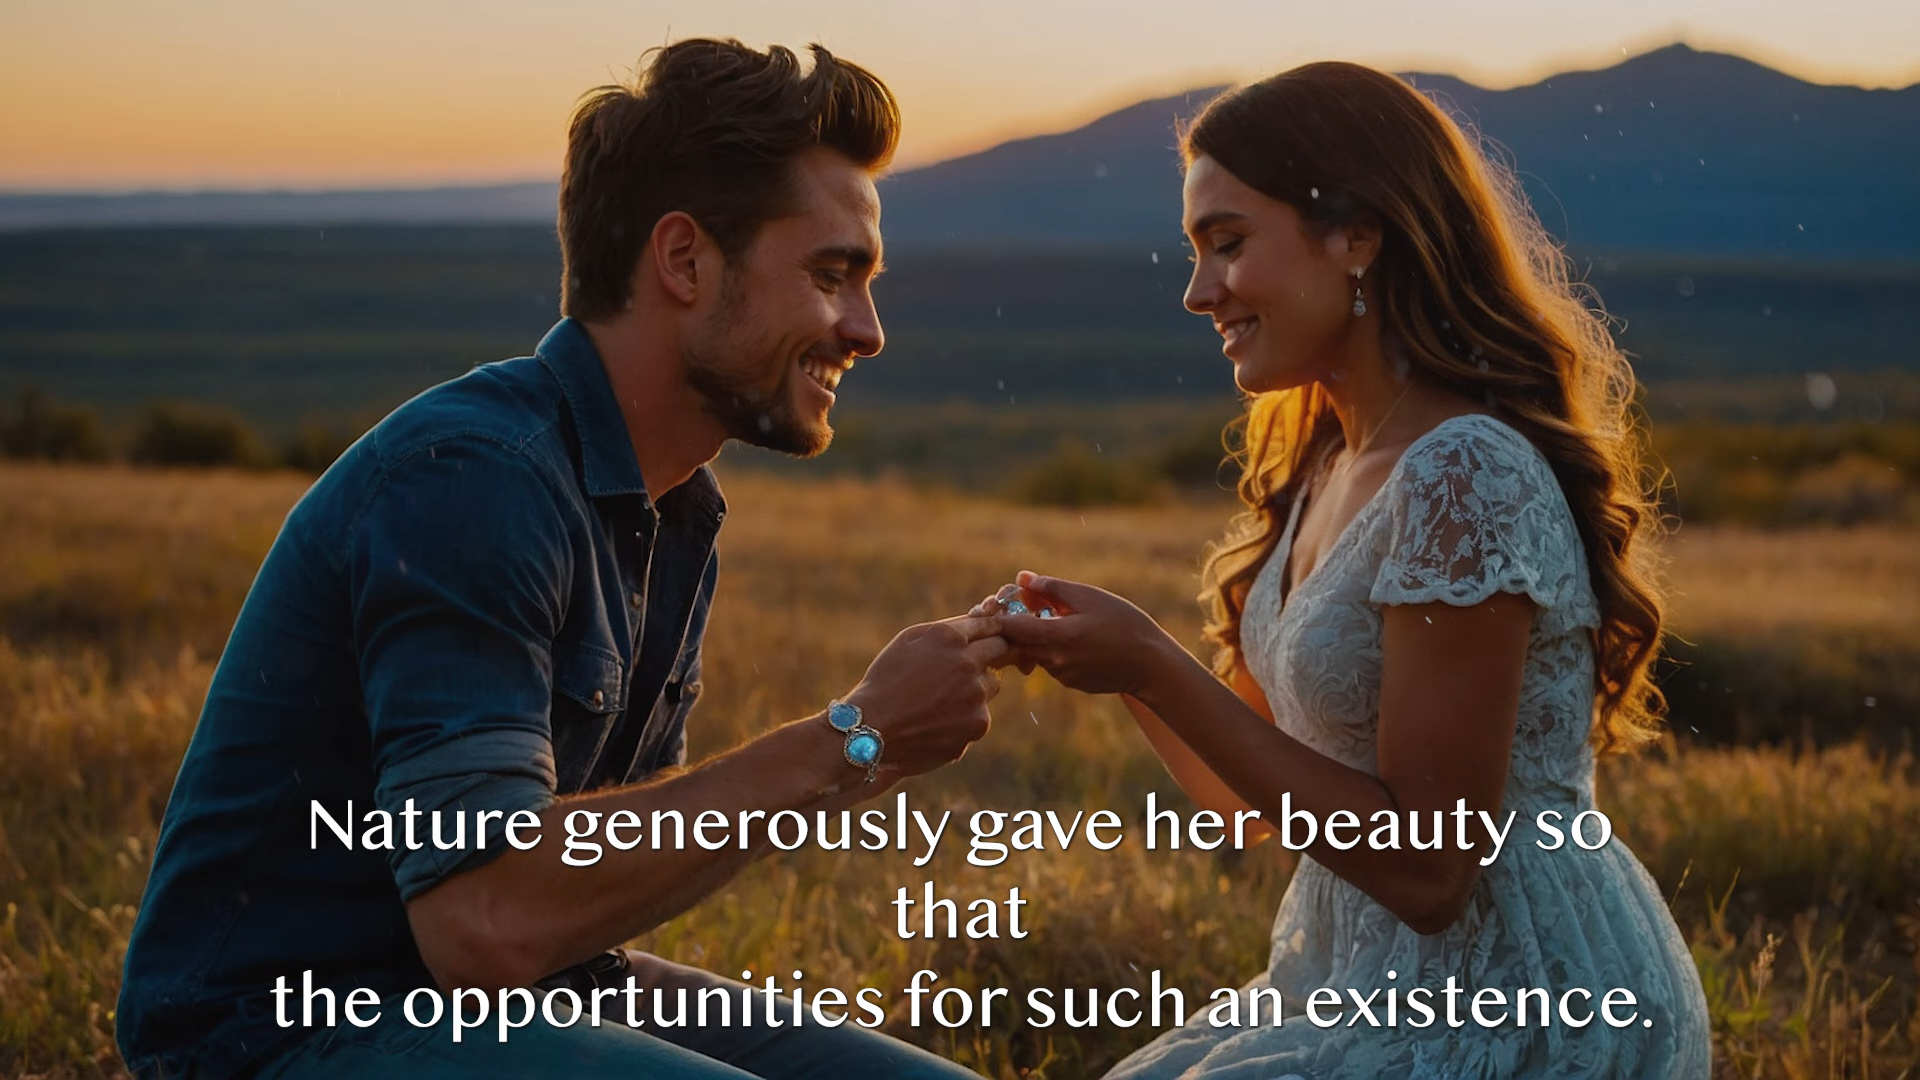 Nature generously gave her beauty so
that
the opportunities for such an existence.